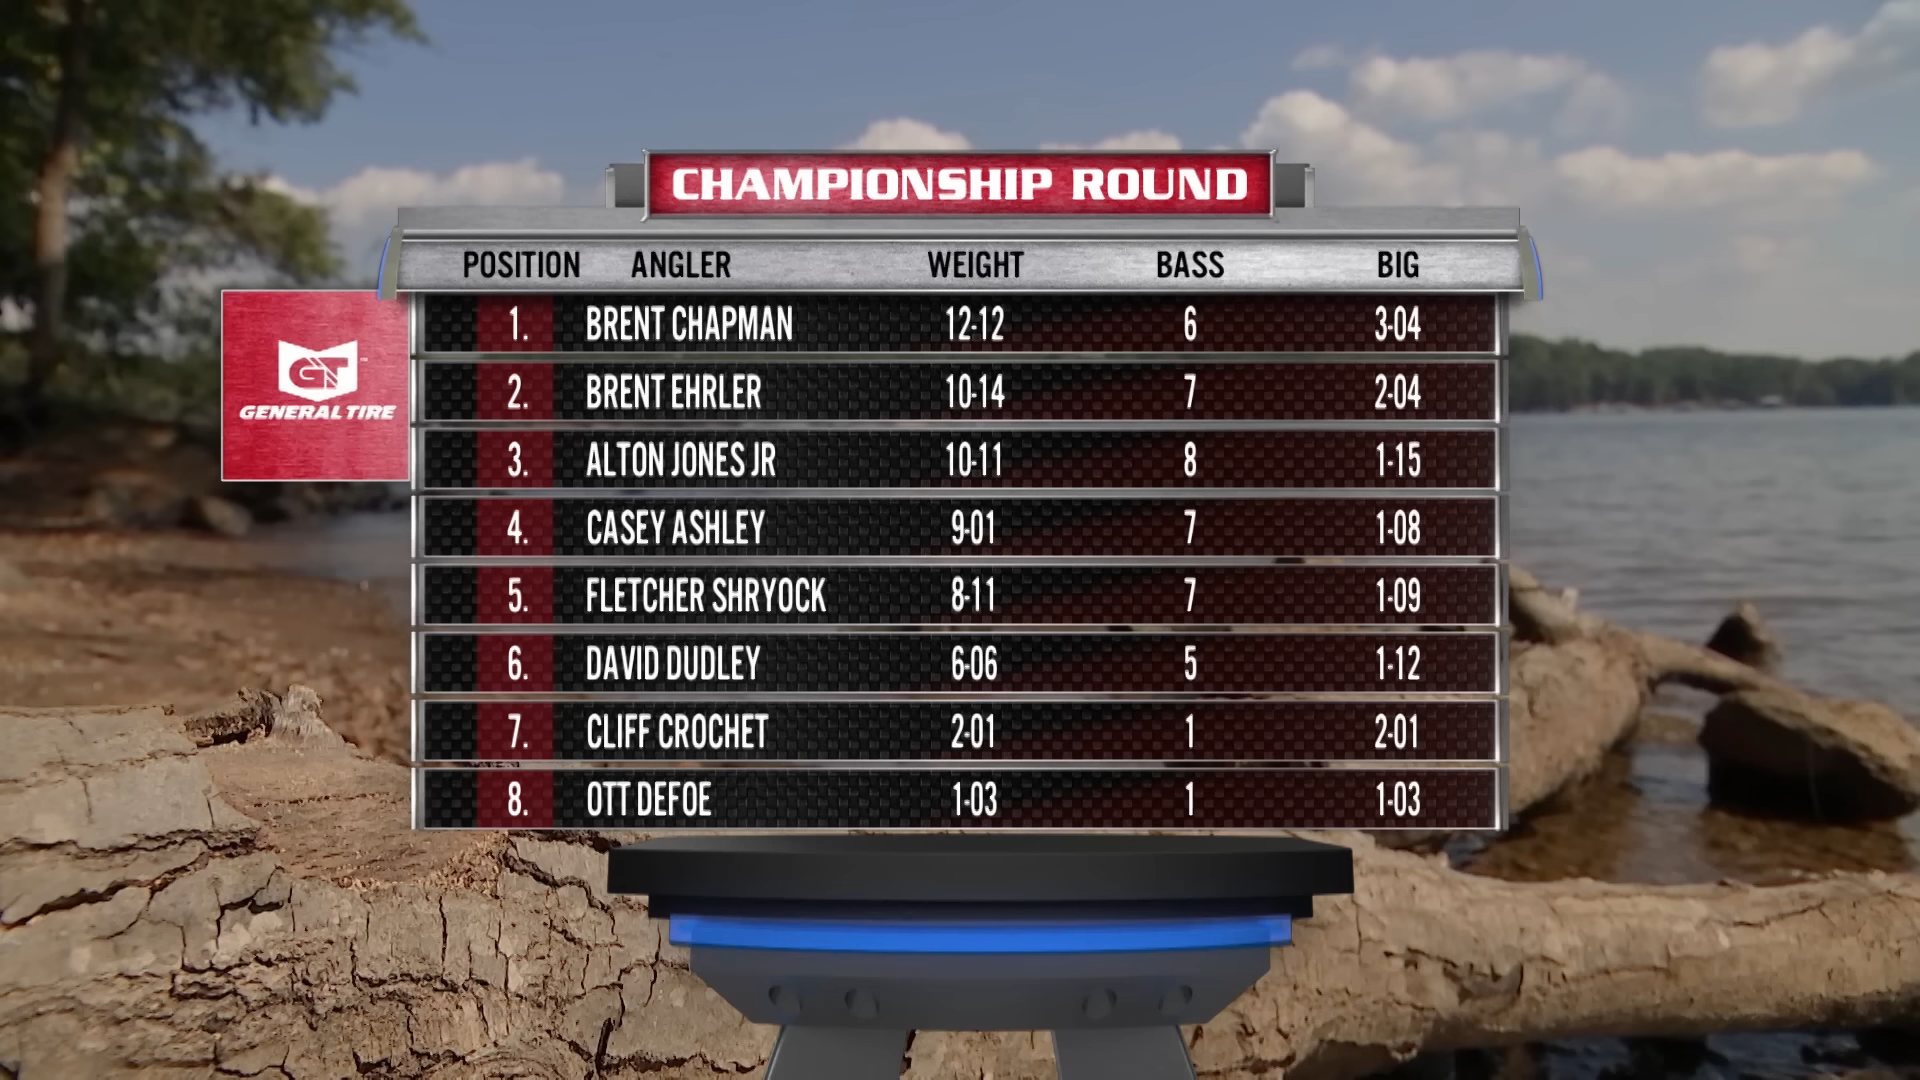 CHAMPIONSHIP ROUND
POSITION ANGLER WEIGHT BASS BIG
1. BRENT CHAPMAN 12-12 6 3-04
2. BRENT EHRLER 10-14 7 2-04
3. ALTON JONES JR 10-11 8 1-15
4. CASEY ASHLEY 9-01 7 1-08
5. FLETCHER SHRYOCK 8-11 7 1-09
6. DAVID DUDLEY 6-06 5 1-12
7. CLIFF CROCHET 2-01 1 2-01
8. OTT DEFOE 1-03 1 1-03
GT™
GENERAL TIRE